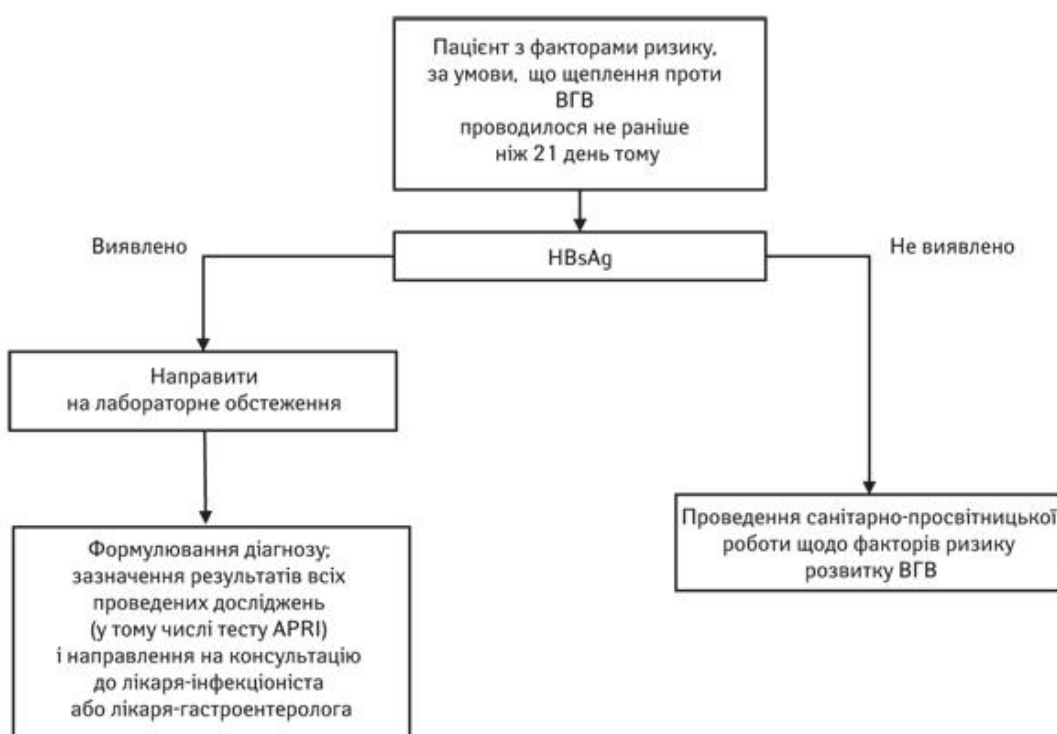 Пацієнт з факторами ризику,
за умови, що щеплення проти
ВГВ
проводилося не раніше
ніж 21 день тому
Виявлено
HBsAg
Не виявлено
Направити
на лабораторне обстеження
Формулювання діагнозу;
зазначення результатів всіх
проведених досліджень
(у тому числі тесту APRI)
і направлення на консультацію
до лікаря-інфекціоніста
або лікаря-гастроентеролога
Проведення санітарно-просвітницької
роботи щодо факторів ризику
розвитку ВГВ